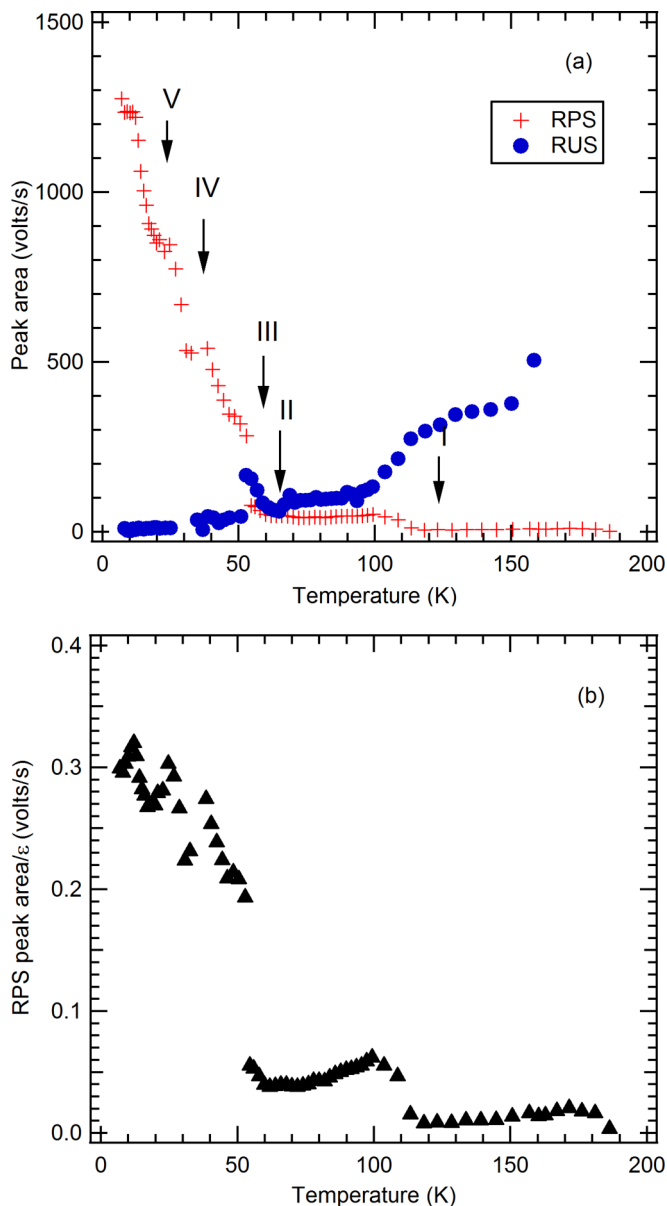 1500
(a)
V
RPS
RUS
IV
1000
Peak area (volts/s)
III
500
II
I
0
0 50 100 150 200
Temperature (K)
0.4
(b)
0.3
RPS peak area/ε (volts/s)
0.2
0.1
0.0
0 50 100 150 200
Temperature (K)